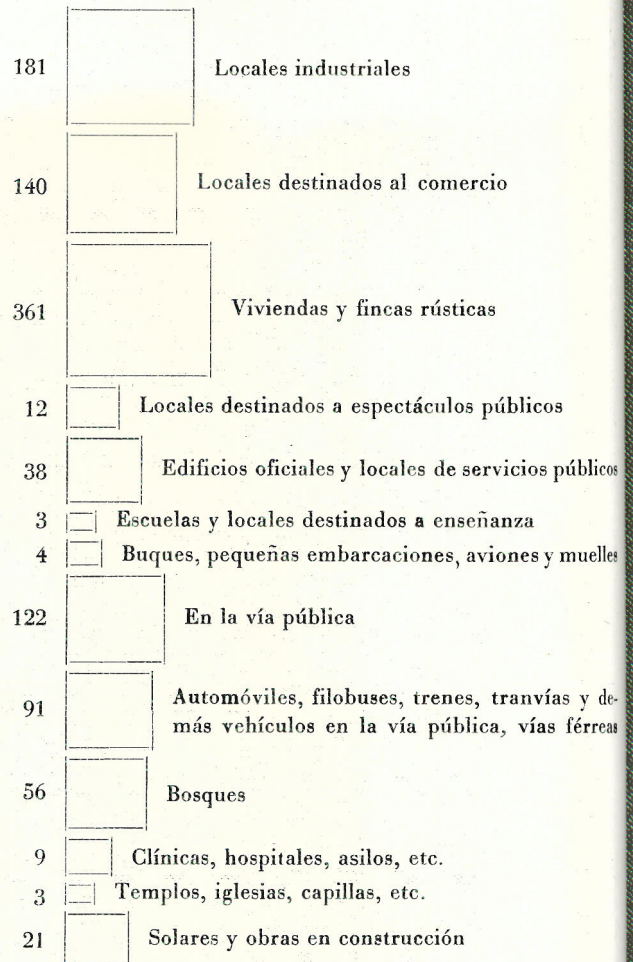 181 Locales industriales
140 Locales destinados al comercio
361 Viviendas y fincas rústicas
12 Locales destinados a espectáculos públicos
38 Edificios oficiales y locales de servicios públicos
3 Escuelas y locales destinados a enseñanza
4 Buques, pequeñas embarcaciones, aviones y muelles
122 En la vía pública
91 Automóviles, filobuses, trenes, tranvías y de-
más vehículos en la vía pública, vías férreas
56 Bosques
9 Clínicas, hospitales, asilos, etc.
3 Templos, iglesias, capillas, etc.
21 Solares y obras en construcción